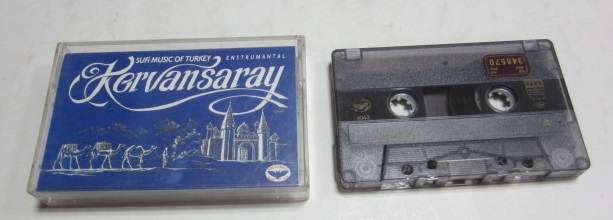 SUFİ MUSIC OF TURKEY ENSTRUMANTAL
Kervansaray
348570